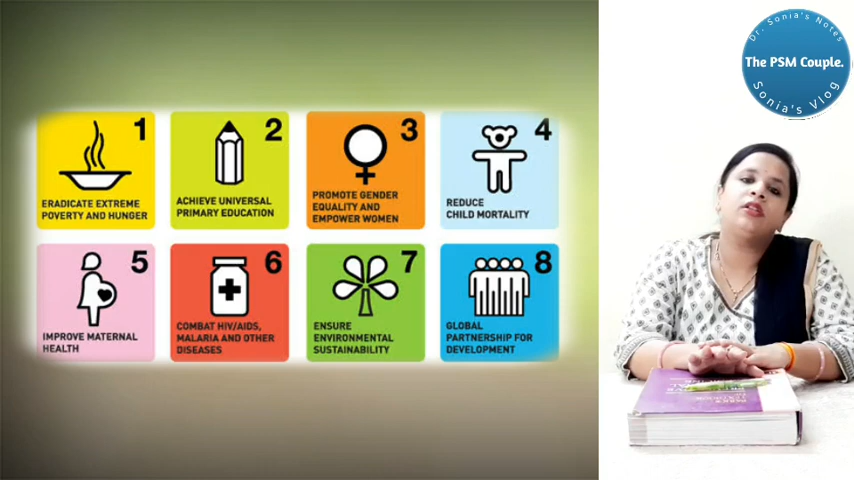 1
ERADICATE EXTREME
POVERTY AND HUNGER
2
ACHIEVE UNIVERSAL
PRIMARY EDUCATION
3
PROMOTE GENDER
EQUALITY AND
EMPOWER WOMEN
4
REDUCE
CHILD MORTALITY
5
IMPROVE MATERNAL
HEALTH
6
COMBAT HIV/AIDS,
MALARIA AND OTHER
DISEASES
7
ENSURE
ENVIRONMENTAL
SUSTAINABILITY
8
GLOBAL
PARTNERSHIP FOR
DEVELOPMENT
Dr. Sonia's Notes
The PSM Couple.
Sonia's Vlog